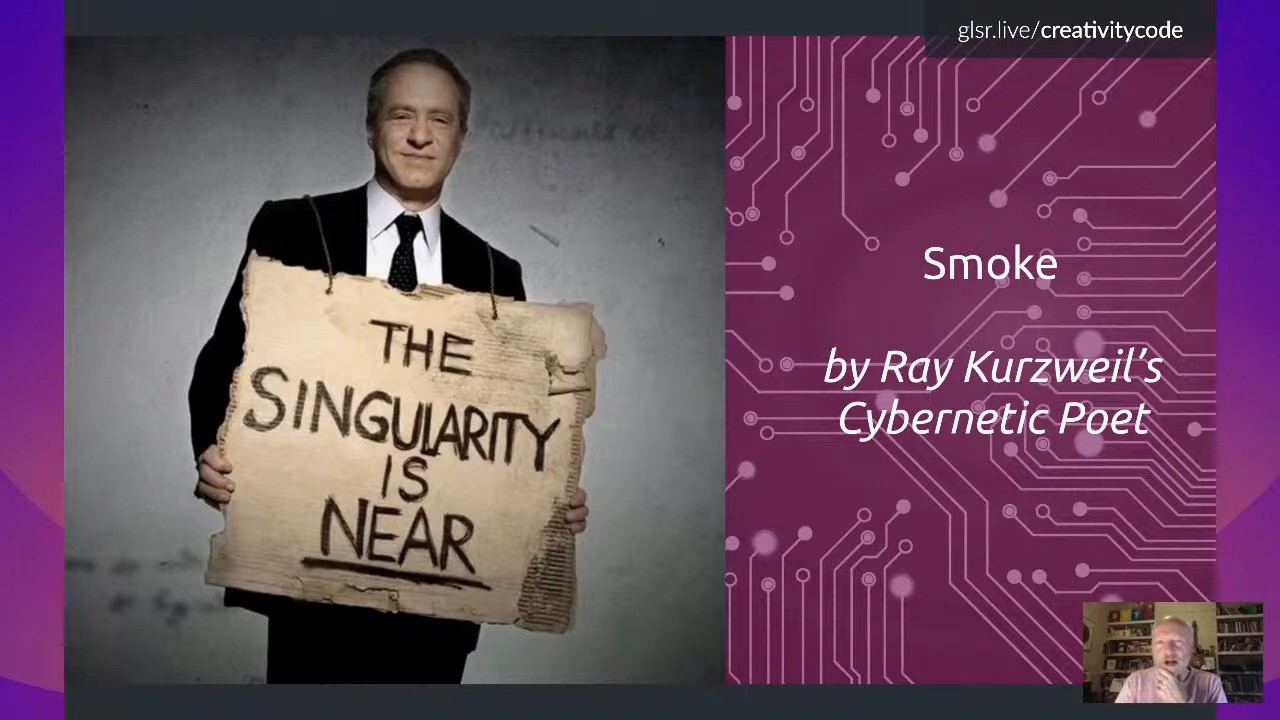 glsr.live/creativitycode
THE
SINGULARITY
IS
NEAR
Smoke
by Ray Kurzweil's
Cybernetic Poet